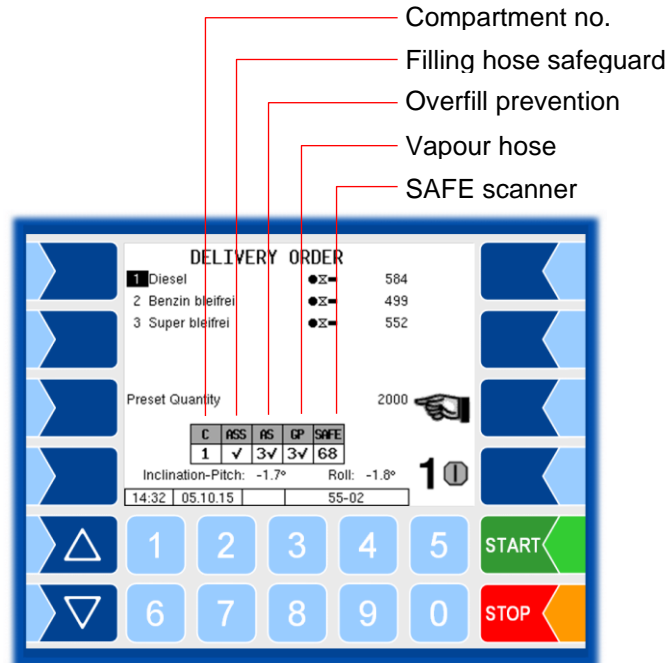 Compartment no.
Filling hose safeguard
Overfill prevention
Vapour hose
SAFE scanner
DELIVERY ORDER
1 Diesel 584
2 Benzin bleifrei 499
3 Super bleifrei 552
Preset Quantity 2000
C ASS AS GP SAFE
1 √ 3√ 3√ 68
Inclination-Pitch: -1.7° Roll: -1.8°
1
14:32 05.10.15 55-02
1 2 3 4 5 START
6 7 8 9 0 STOP